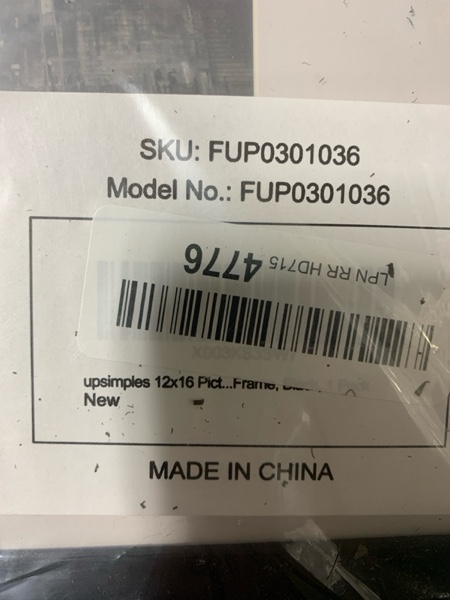 SKU: FUP0301036
Model No.: FUP0301036
LPN RR HD715 4776
upsimples 12x16 Pict...Frame,
New
MADE IN CHINA